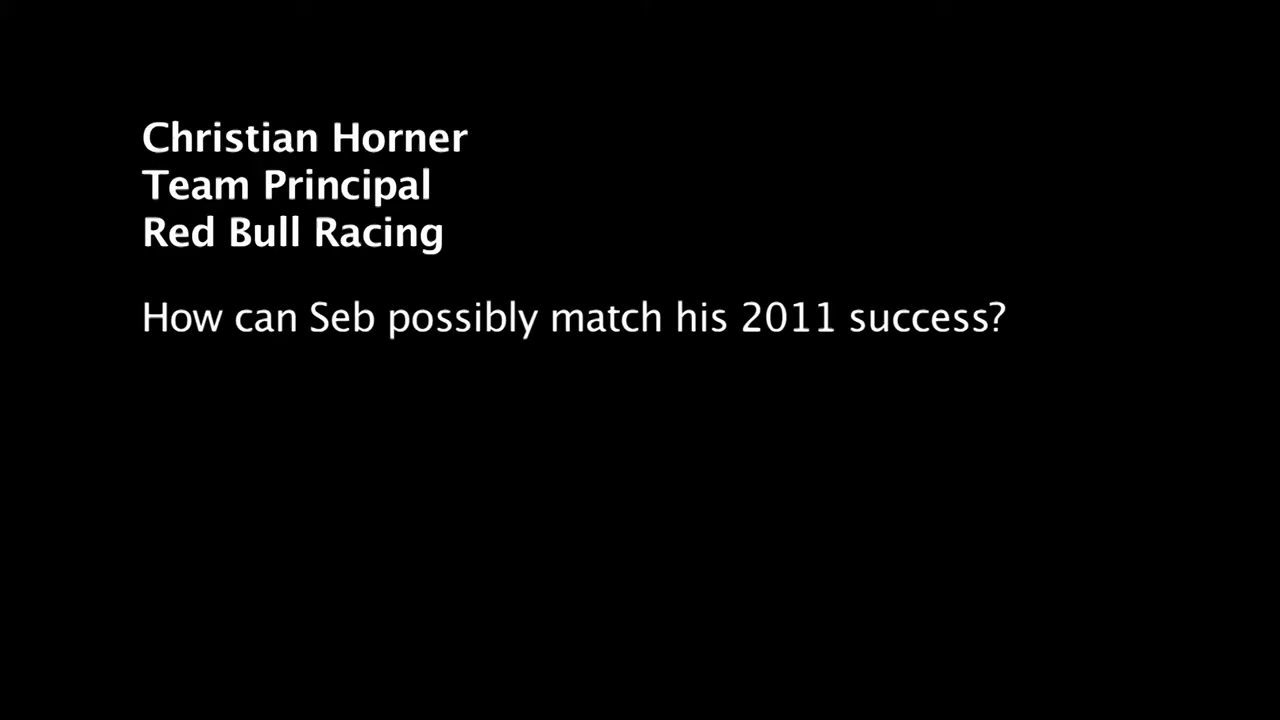 Christian Horner
Team Principal
Red Bull Racing
How can Seb possibly match his 2011 success?